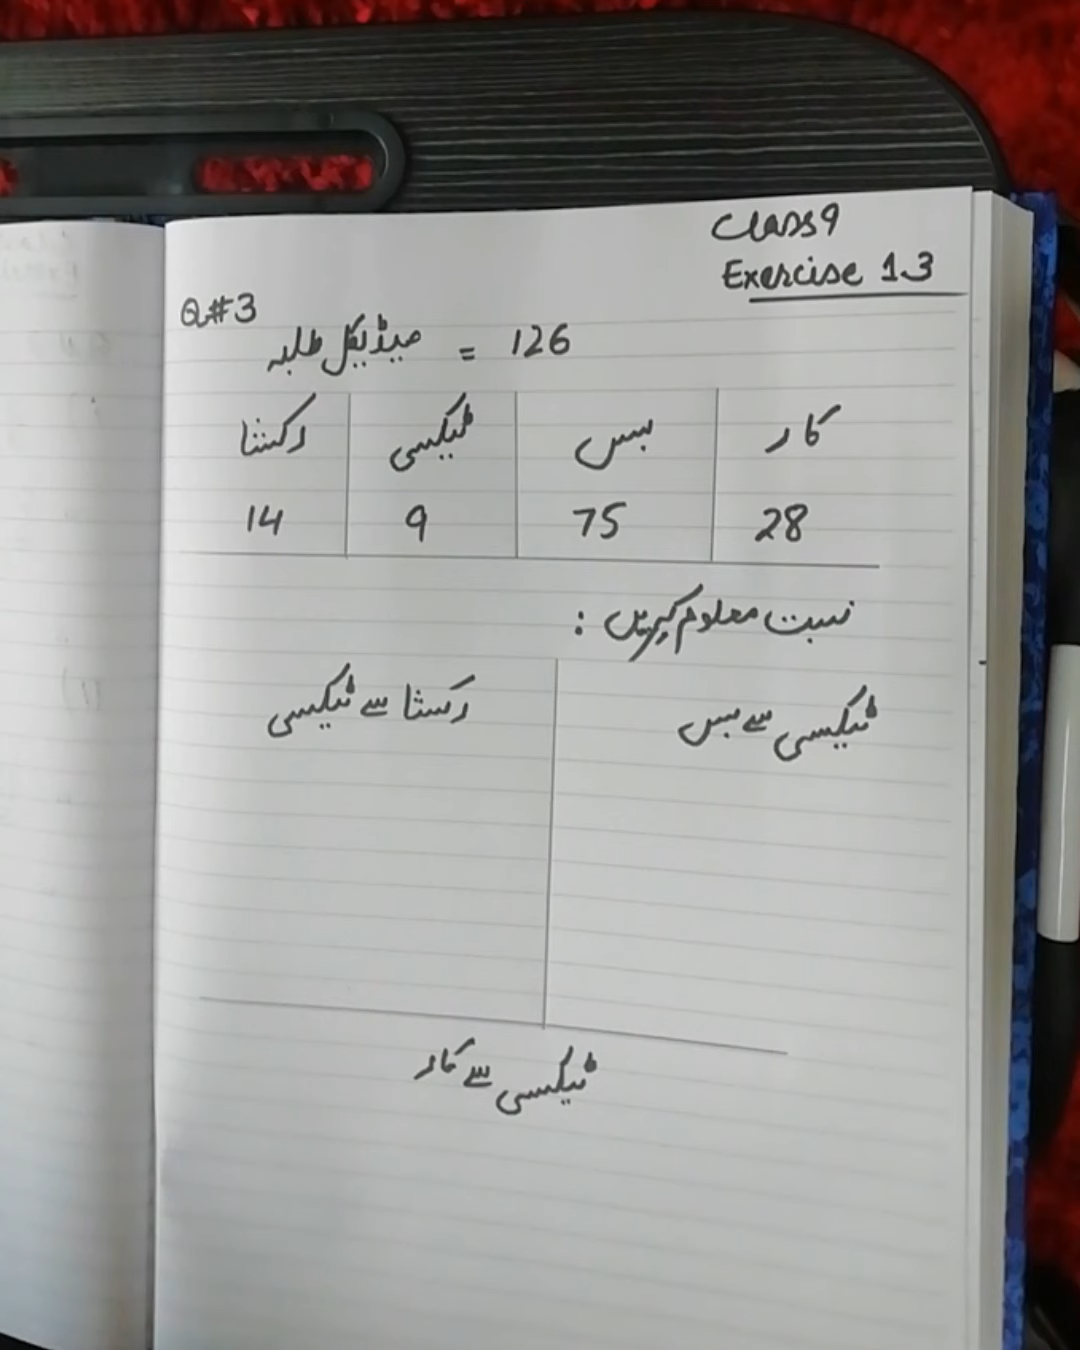 Class 9
Exercise 1.3
Q#3
میڈیکل طلبہ = 126
کار بس ٹیکسی رکشا
28 75 9 14
نسبت معلوم کریں :
ٹیکسی سے بس رکشا سے ٹیکسی
ٹیکسی سے کار